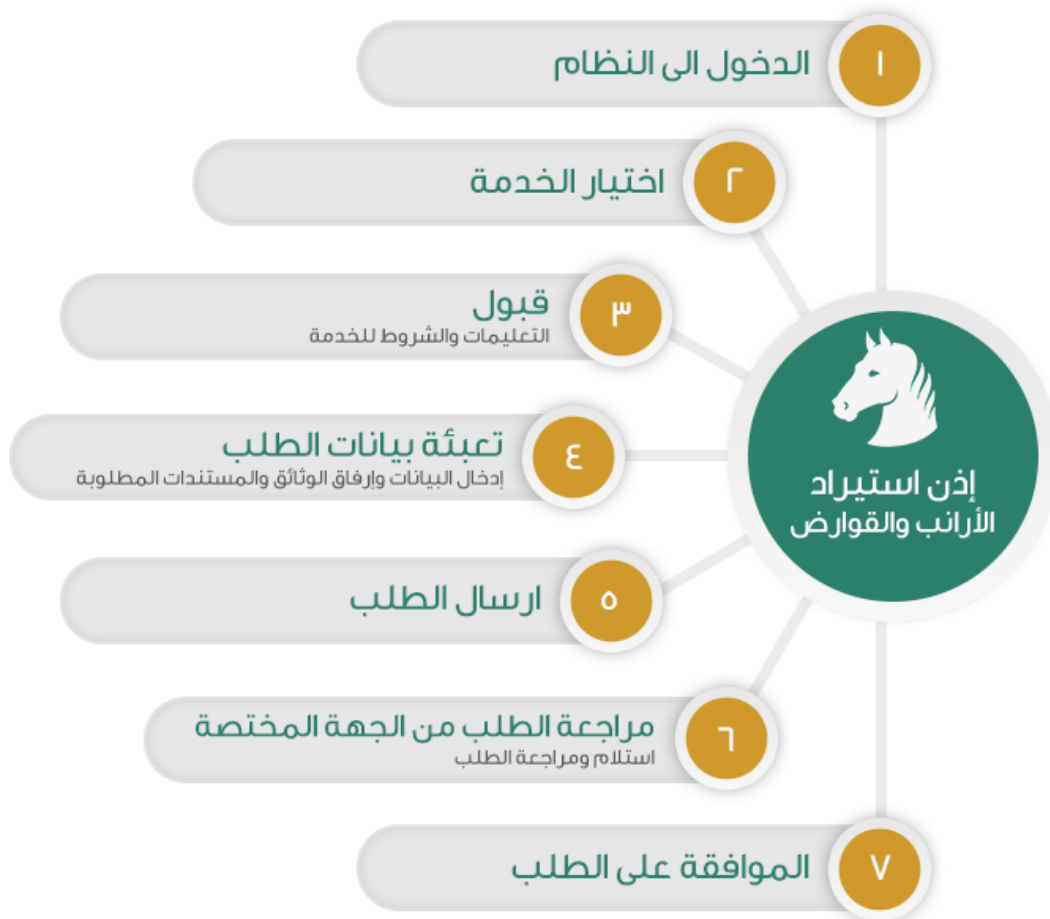 ١
الدخول الى النظام
٢
اختيار الخدمة
٣
قبول
التعليمات والشروط للخدمة
٤
تعبئة بيانات الطلب
إدخال البيانات وإرفاق الوثائق والمستندات المطلوبة
٥
ارسال الطلب
٦
مراجعة الطلب من الجهة المختصة
استلام ومراجعة الطلب
٧
الموافقة على الطلب
إذن استيراد
الأرانب والقوارض